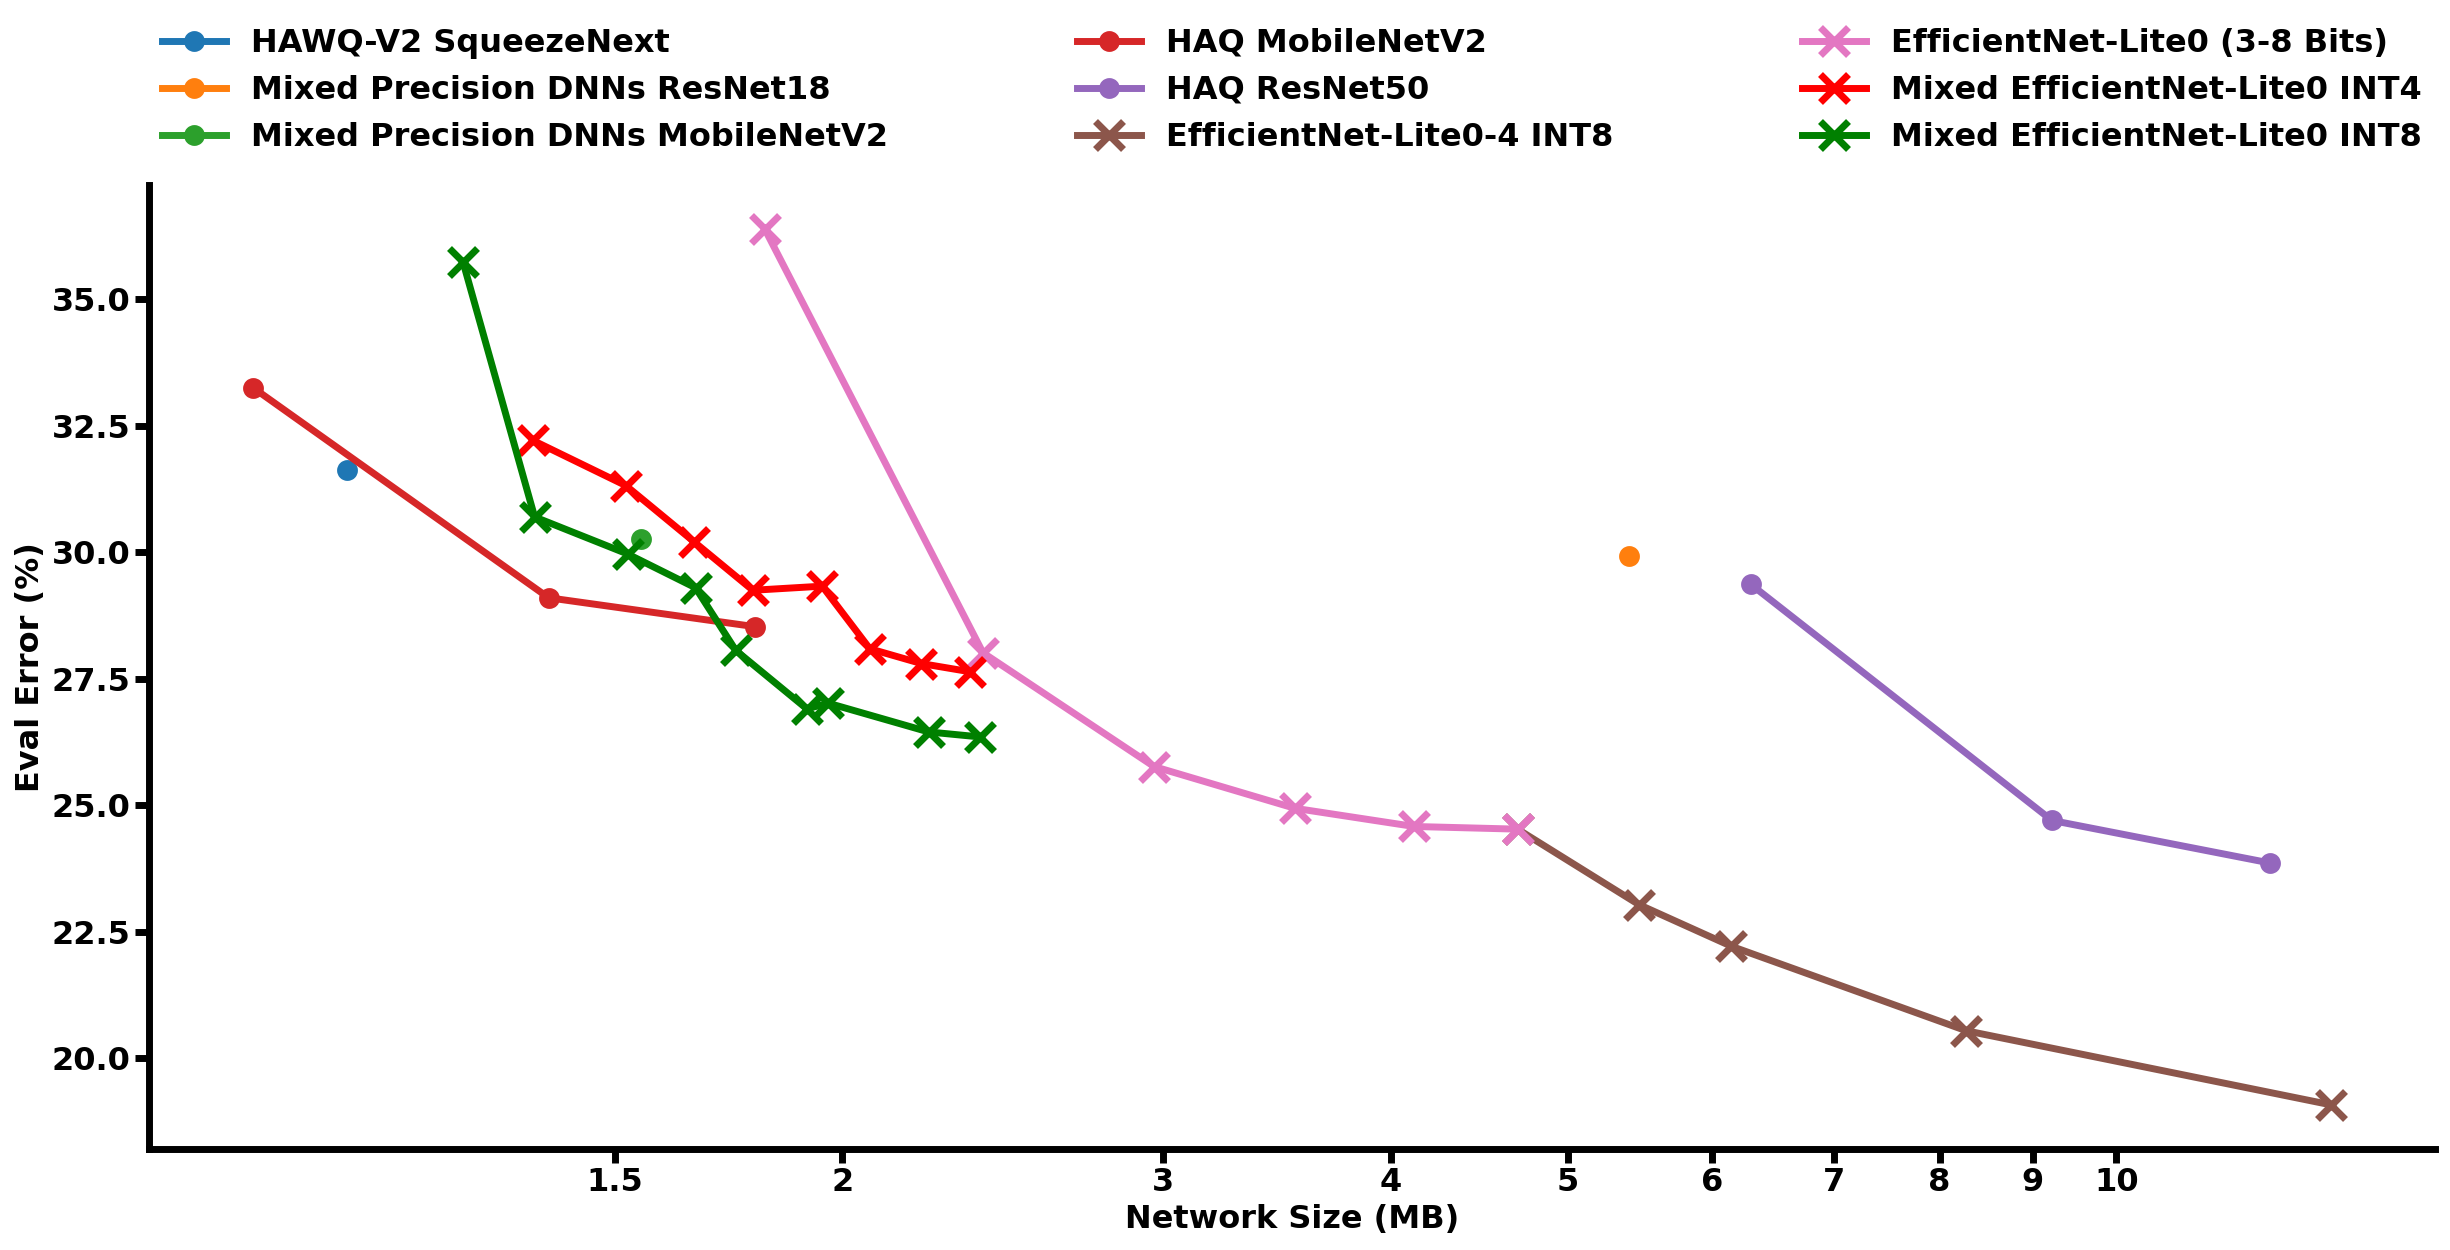 HAWQ-V2 SqueezeNext
Mixed Precision DNNs ResNet18
Mixed Precision DNNs MobileNetV2
HAQ MobileNetV2
HAQ ResNet50
EfficientNet-Lite0-4 INT8
EfficientNet-Lite0 (3-8 Bits)
Mixed EfficientNet-Lite0 INT4
Mixed EfficientNet-Lite0 INT8
Eval Error (%)
35.0
32.5
30.0
27.5
25.0
22.5
20.0
1.5 2 3 4 5 6 7 8 9 10
Network Size (MB)